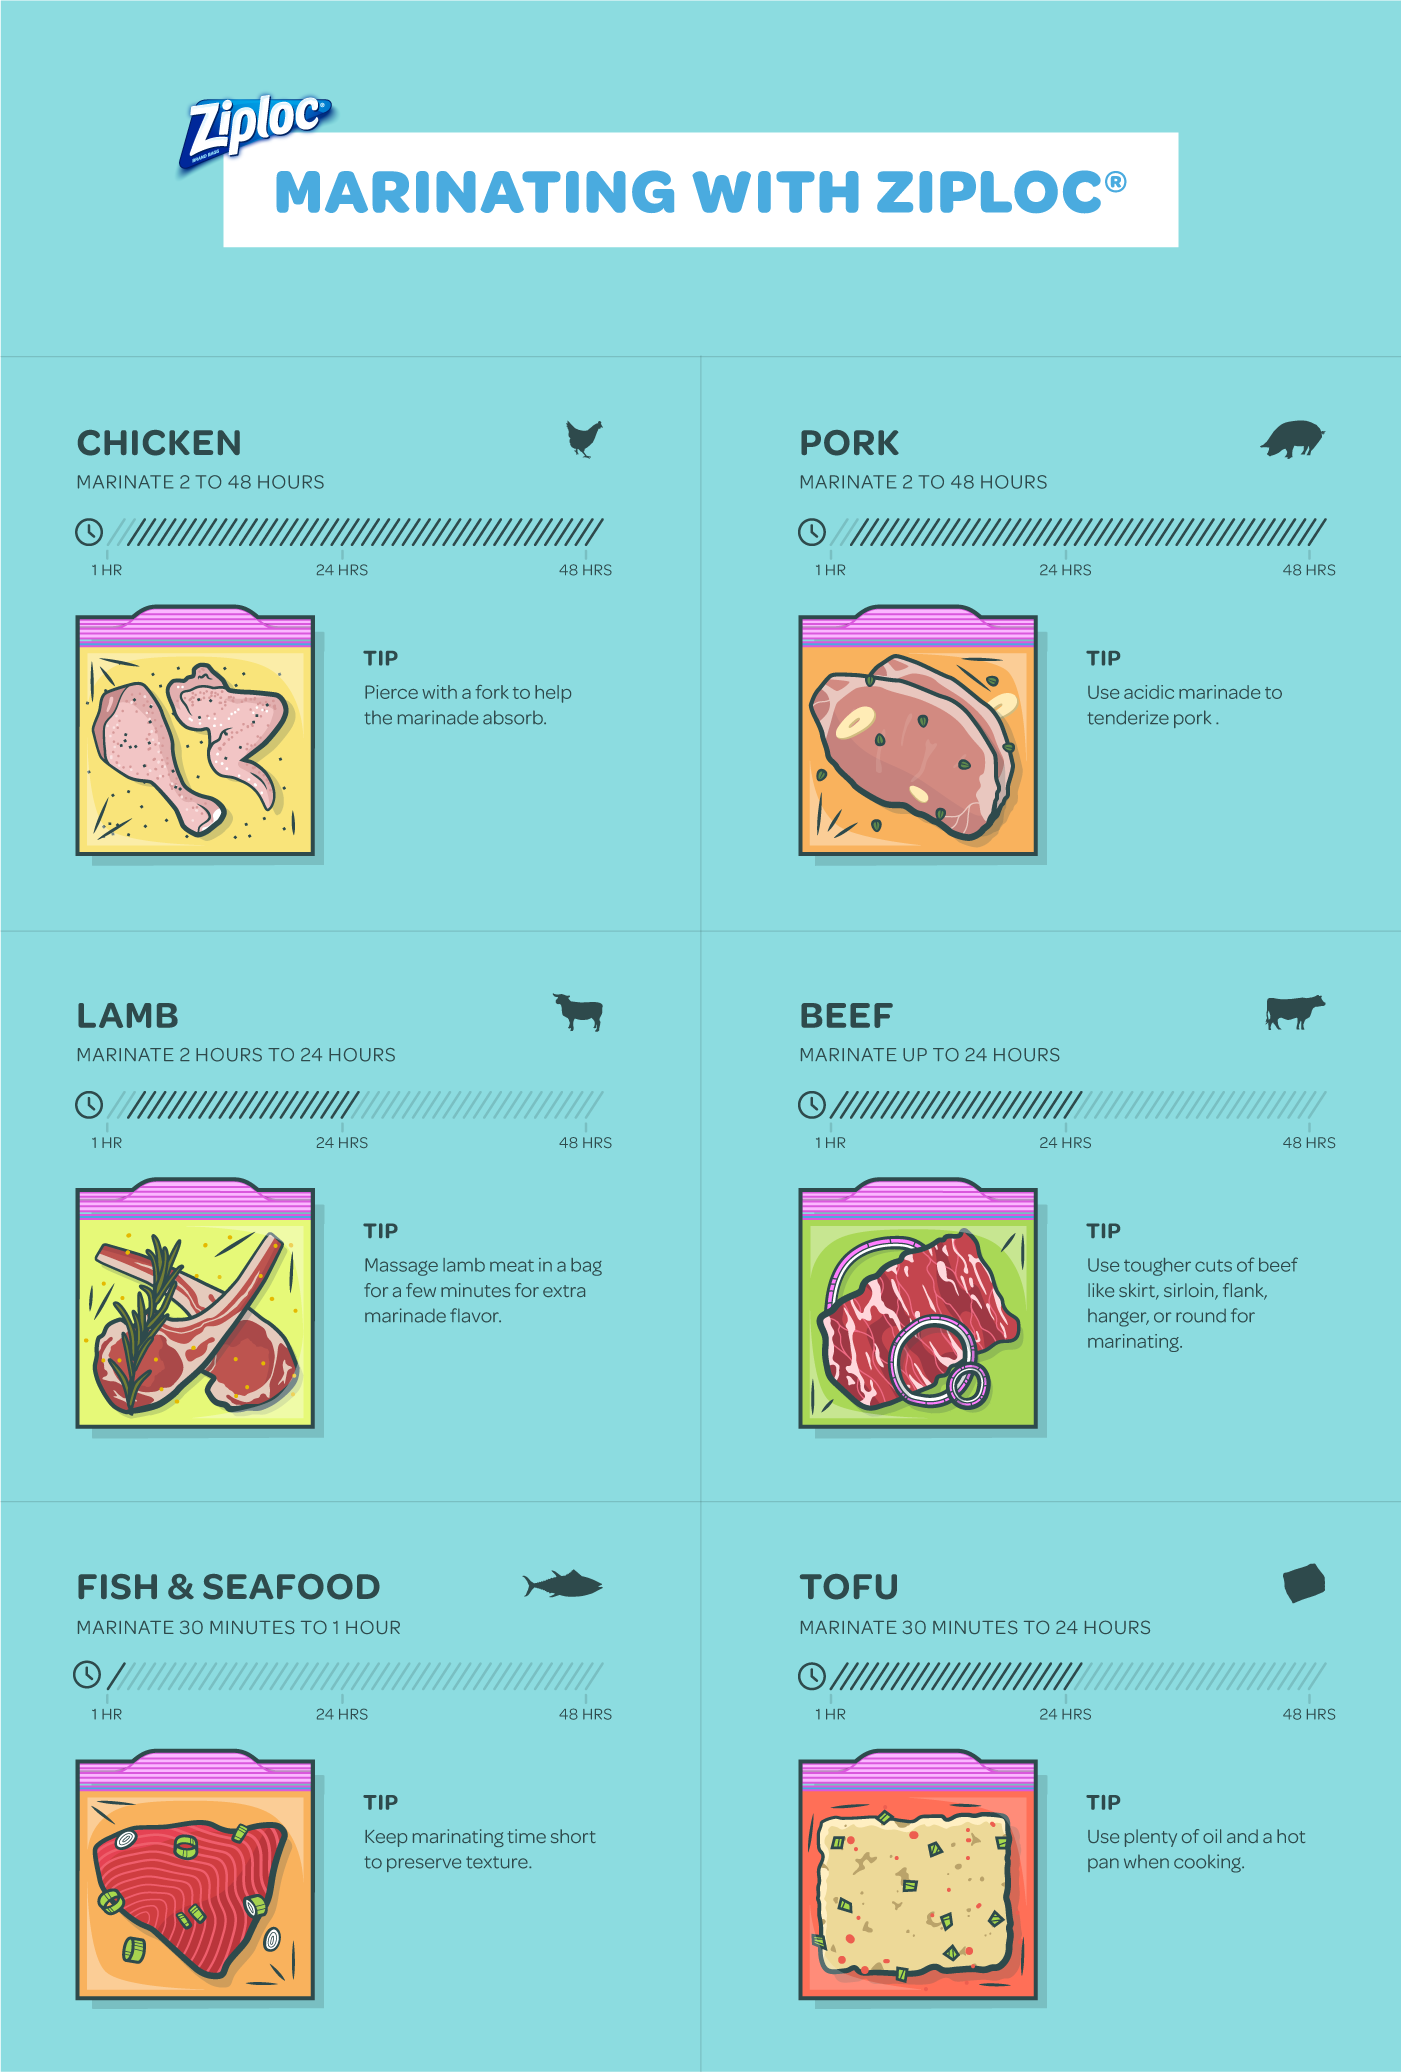 Ziploc®
BRAND BAGS
MARINATING WITH ZIPLOC®
CHICKEN
MARINATE 2 TO 48 HOURS
1 HR 24 HRS 48 HRS
TIP
Pierce with a fork to help
the marinade absorb.
PORK
MARINATE 2 TO 48 HOURS
1 HR 24 HRS 48 HRS
TIP
Use acidic marinade to
tenderize pork .
LAMB
MARINATE 2 HOURS TO 24 HOURS
1 HR 24 HRS 48 HRS
TIP
Massage lamb meat in a bag
for a few minutes for extra
marinade flavor.
BEEF
MARINATE UP TO 24 HOURS
1 HR 24 HRS 48 HRS
TIP
Use tougher cuts of beef
like skirt, sirloin, flank,
hanger, or round for
marinating.
FISH & SEAFOOD
MARINATE 30 MINUTES TO 1 HOUR
1 HR 24 HRS 48 HRS
TIP
Keep marinating time short
to preserve texture.
TOFU
MARINATE 30 MINUTES TO 24 HOURS
1 HR 24 HRS 48 HRS
TIP
Use plenty of oil and a hot
pan when cooking.